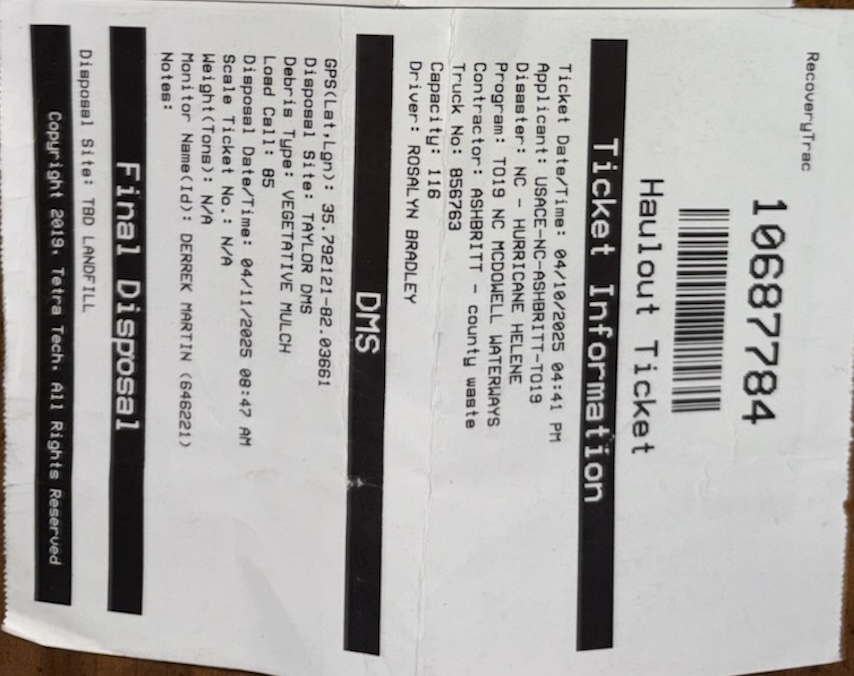 RecoveryTrac
10687784
Haulout Ticket
Ticket Information
Ticket Date/Time: 04/10/2025 04:41 PM
Applicant: USACE-NC-ASHBRITT-TO19
Disaster: NC - HURRICANE HELENE
Program: TO19 NC MCDOWELL WATERWAYS
Contractor: ASHBRITT - county waste
Truck No: 856763
Capacity: 116
Driver: ROSALYN BRADLEY
DMS
GPS(Lat,Lgn): 35.792121-82.03661
Disposal Site: TAYLOR DMS
Debris Type: VEGETATIVE MULCH
Load Call: 85
Disposal Date/Time: 04/11/2025 08:47 AM
Scale Ticket No.: N/A
Weight(Tons): N/A
Monitor Name(Id): DERREK MARTIN (646221)
Notes:
Final Disposal
Disposal Site: TBD LANDFILL
Copyright 2019. Tetra Tech. All Rights Reserved